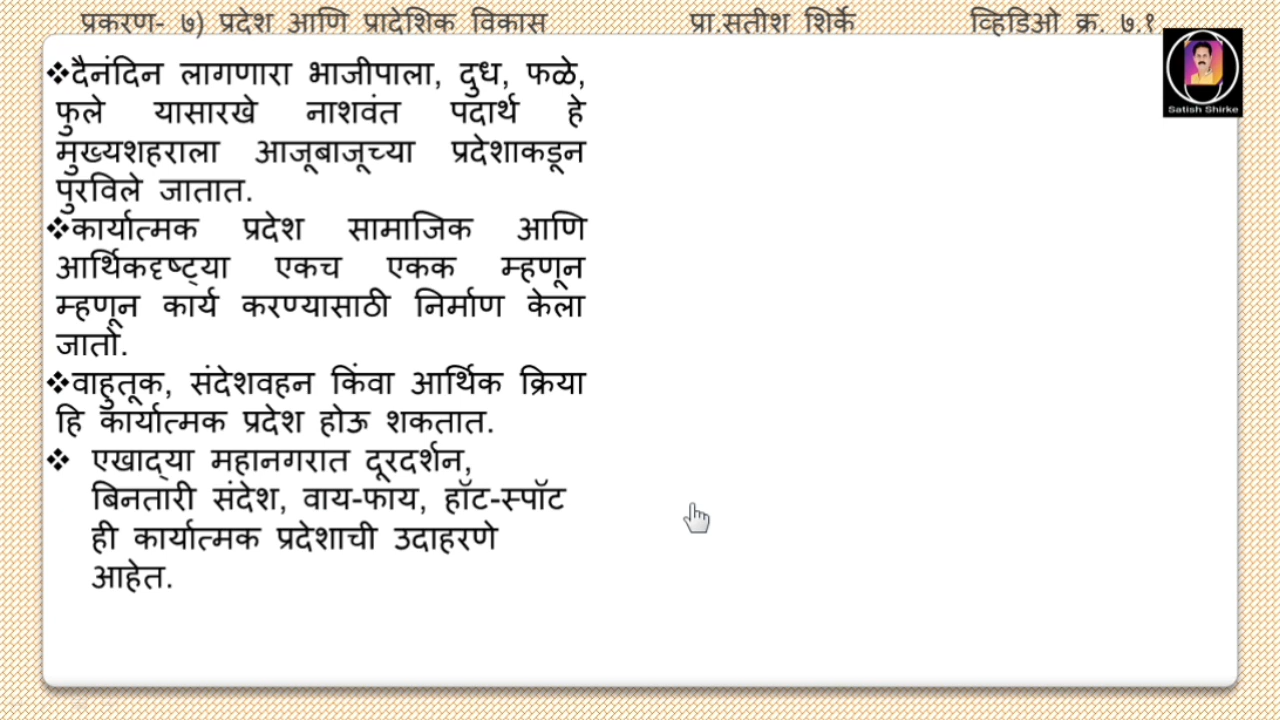 प्रकरण- ७) प्रदेश आणि प्रादेशिक विकास प्रा.सतीश शिर्के व्हिडिओ क्र. ७.१
Satish Shirke
❖दैनंदिन लागणारा भाजीपाला, दुध, फळे,
फुले यासारखे नाशवंत पदार्थ हे
मुख्यशहराला आजूबाजूच्या प्रदेशाकडून
पुरविले जातात.
❖कार्यात्मक प्रदेश सामाजिक आणि
आर्थिकदृष्ट्या एकच एकक म्हणून
म्हणून कार्य करण्यासाठी निर्माण केला
जातो.
❖वाहुतूक, संदेशवहन किंवा आर्थिक क्रिया
हि कार्यात्मक प्रदेश होऊ शकतात.
❖ एखाद्या महानगरात दूरदर्शन,
बिनतारी संदेश, वाय-फाय, हॉट-स्पॉट
ही कार्यात्मक प्रदेशाची उदाहरणे
आहेत.